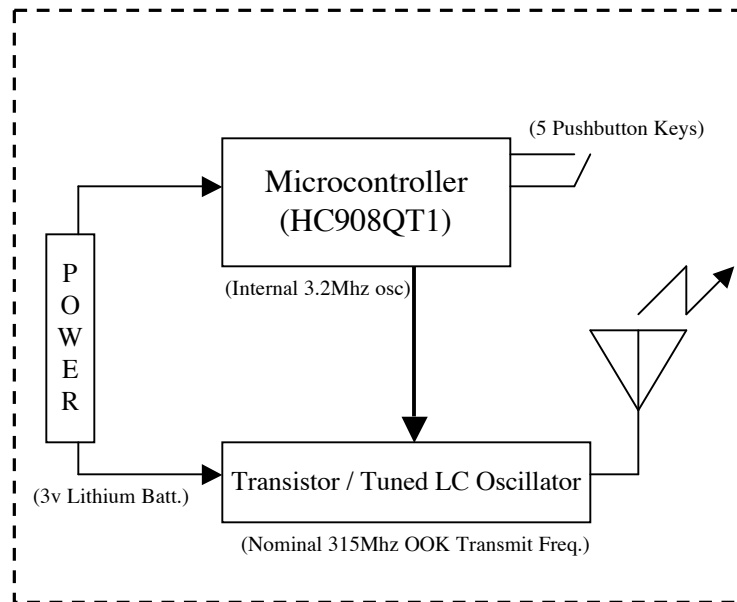 (5 Pushbutton Keys)
Microcontroller
(HC908QT1)
(Internal 3.2Mhz osc)
POWER
Transistor / Tuned LC Oscillator
(3v Lithium Batt.)
(Nominal 315Mhz OOK Transmit Freq.)